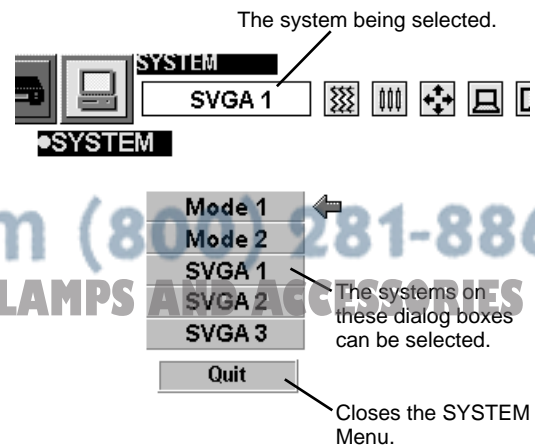 The system being selected.
SYSTEM
SVGA 1
●SYSTEM
Mode 1
Mode 2
SVGA 1
SVGA 2
SVGA 3
Quit
The systems on
these dialog boxes
can be selected.
Closes the SYSTEM
Menu.
m (800) 281-886
LAMPS AND ACCESSORIES